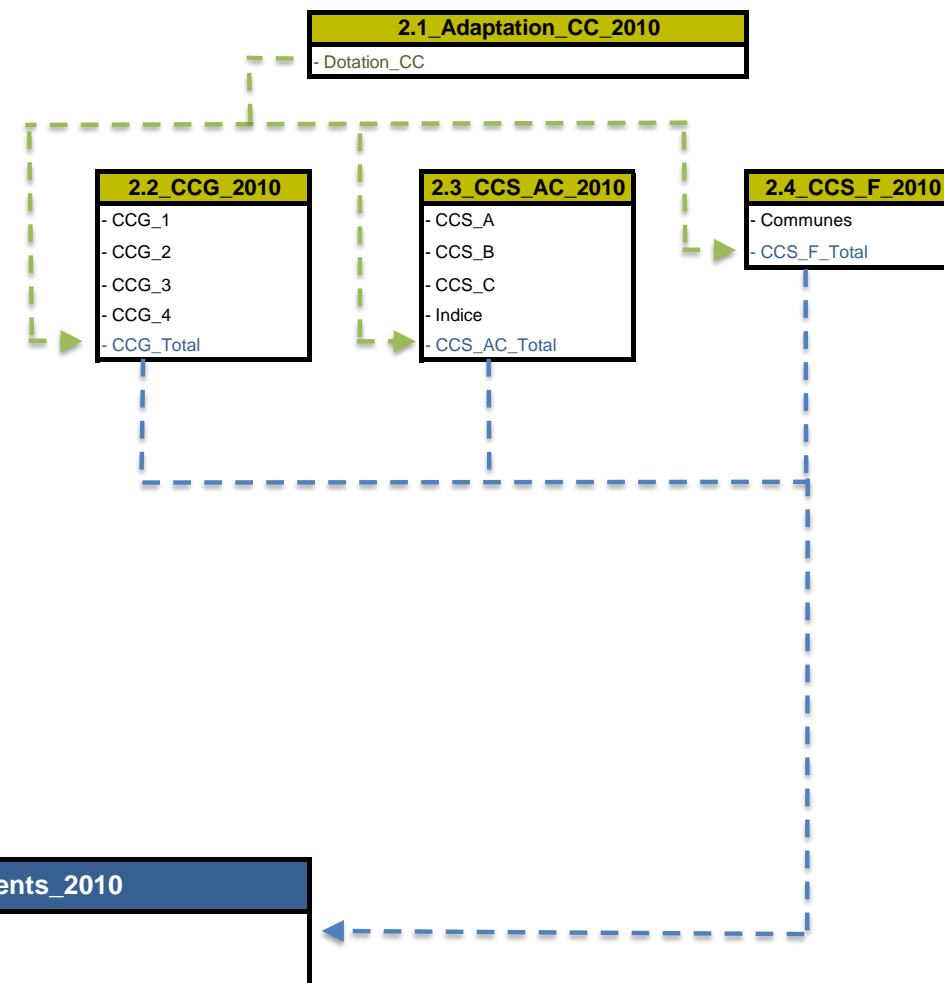 2.1_Adaptation_CC_2010
- Dotation_CC
2.2_CCG_2010
- CCG_1
- CCG_2
- CCG_3
- CCG_4
- CCG_Total
2.3_CCS_AC_2010
- CCS_A
- CCS_B
- CCS_C
- Indice
- CCS_AC_Total
2.4_CCS_F_2010
- Communes
- CCS_F_Total
ents_2010